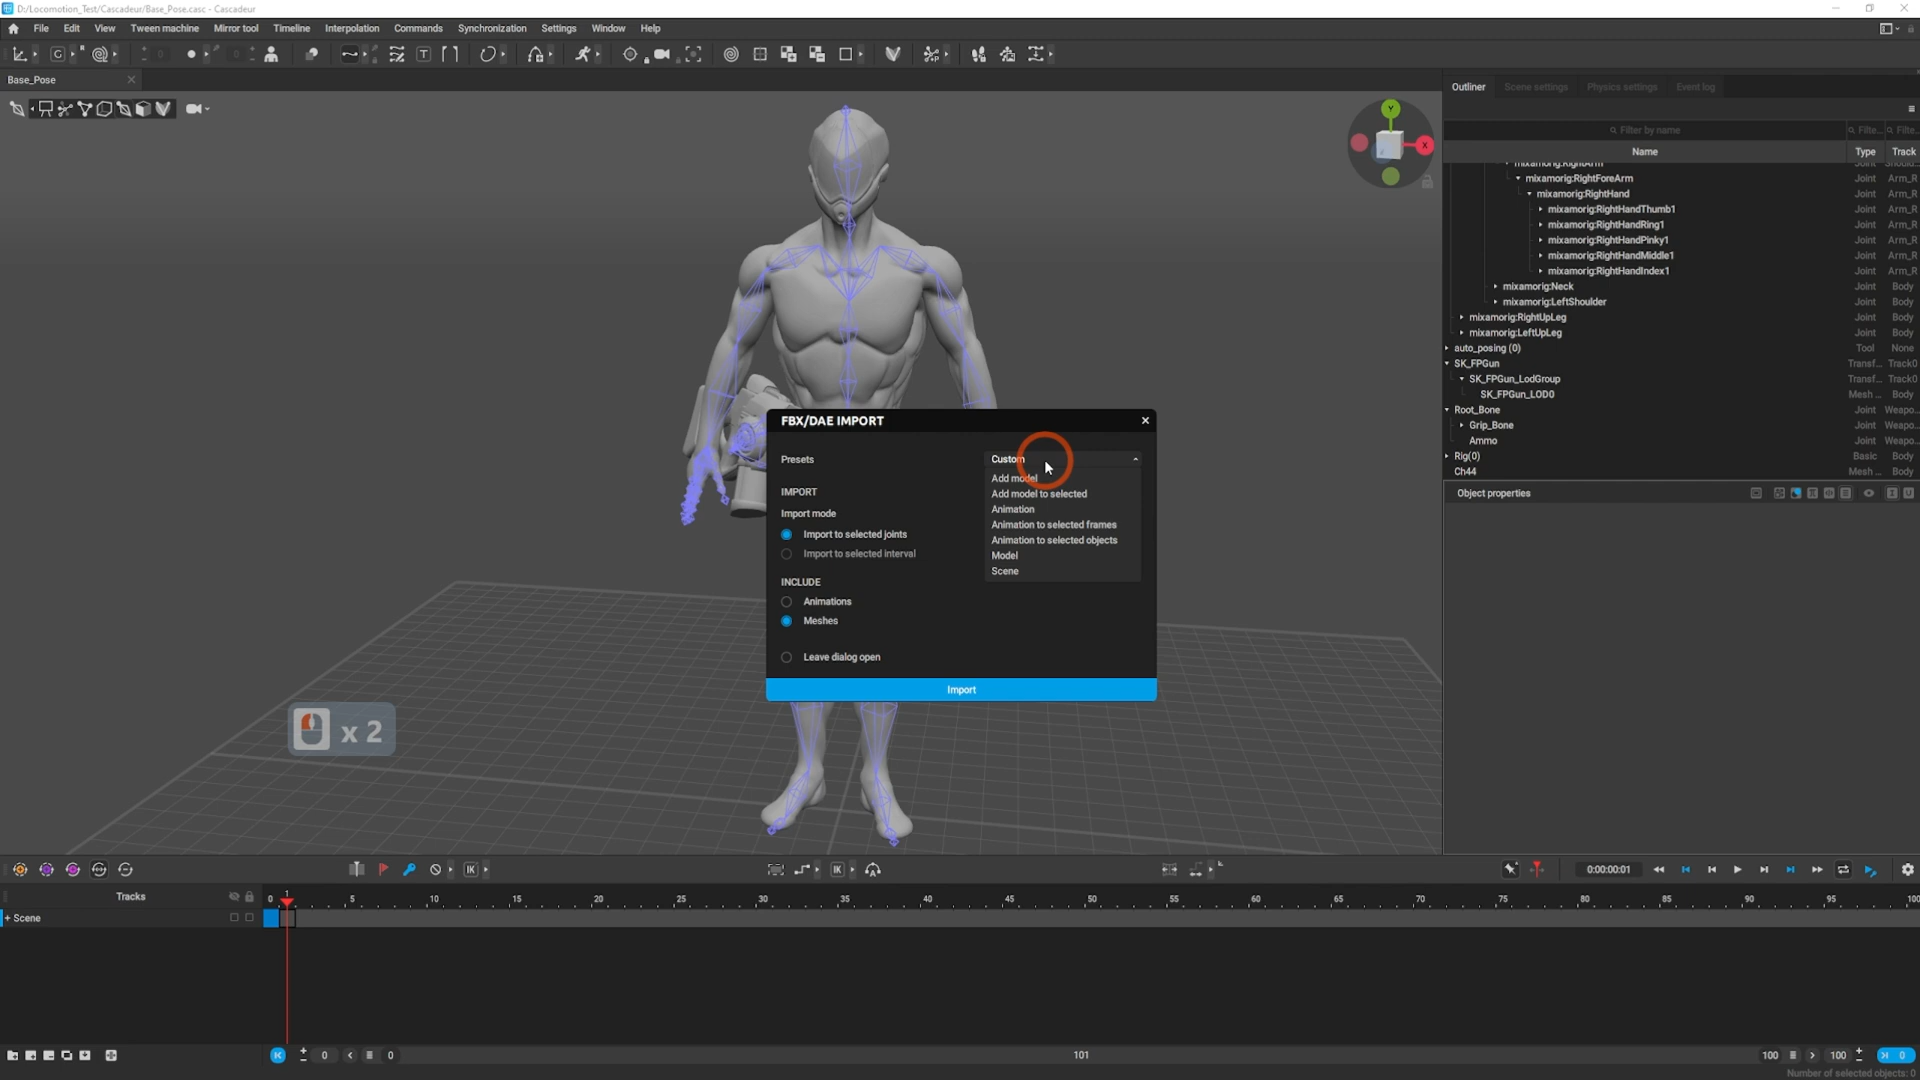 D:/Locomotion_Test/Cascadeur/Base_Pose.casc - Cascadeur
File Edit View Tween machine Mirror tool Timeline Interpolation Commands Synchronization Settings Window Help
Base_Pose
Outliner Scene settings Physics settings Event log
Filter by name Filte... Filte...
Name Type Track
mixamorig:RightArm Joint Should...
mixamorig:RightForeArm Joint Arm_R
mixamorig:RightHand Joint Arm_R
mixamorig:RightHandThumb1 Joint Arm_R
mixamorig:RightHandRing1 Joint Arm_R
mixamorig:RightHandPinky1 Joint Arm_R
mixamorig:RightHandMiddle1 Joint Arm_R
mixamorig:RightHandIndex1 Joint Arm_R
mixamorig:Neck Joint Body
mixamorig:LeftShoulder Joint Body
mixamorig:RightUpLeg Joint Body
mixamorig:LeftUpLeg Joint Body
auto_posing (0) Tool None
SK_FPGun Transf... Track0
SK_FPGun_LodGroup Transf... Track0
SK_FPGun_LOD0 Mesh ... Body
Root_Bone Joint Weapo...
Grip_Bone Joint Weapo...
Ammo Joint Weapo...
Rig(0) Basic Body
Ch44 Mesh ... Body
Object properties
Y
X
FBX/DAE IMPORT
Presets Custom
Add model
Add model to selected
Animation
Animation to selected frames
Animation to selected objects
Model
Scene
IMPORT
Import mode
Import to selected joints
Import to selected interval
INCLUDE
Animations
Meshes
Leave dialog open
Import
x 2
IK IK 0:00:00:01
Tracks 0 1 5 10 15 20 25 30 35 40 45 50 55 60 65 70 75 80 85 90 95 100
+ Scene
0 0 101 100 100 0
Number of selected objects: 0